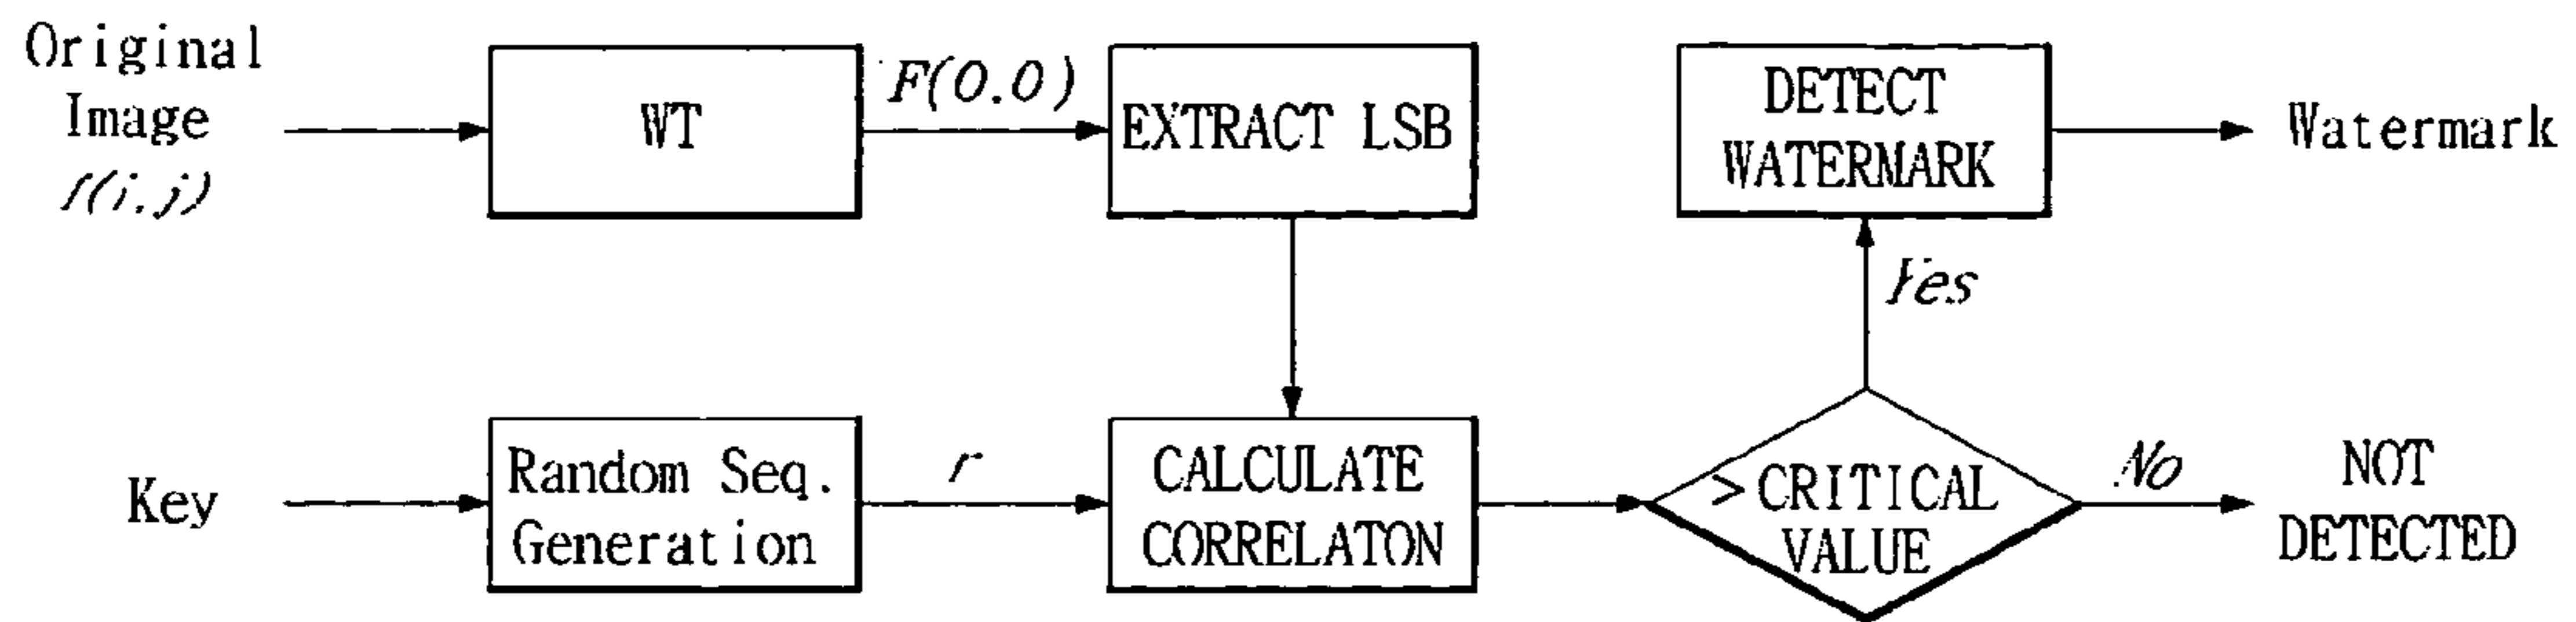 Original
Image
f(i,j)
WT
F(0.0)
EXTRACT LSB
DETECT
WATERMARK
Watermark
Yes
Key
Random Seq.
Generation
r
CALCULATE
CORRELATON
>CRITICAL
VALUE
No
NOT
DETECTED